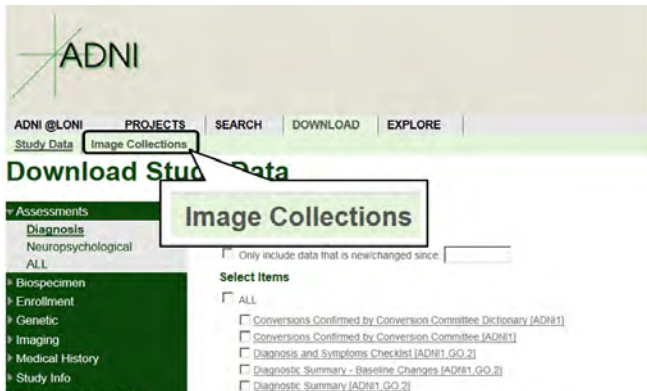 ADNI
ADNI @LONI PROJECTS SEARCH DOWNLOAD EXPLORE
Study Data Image Collections
Download Study Data
Image Collections
Assessments
Diagnosis
Neuropsychological
ALL
Biospecimen
Enrollment
Genetic
Imaging
Medical History
Study Info
Only include data that is new/changed since
Select Items
ALL
Conversions Confirmed by Conversion Committee Dictionary [ADNI1]
Conversions Confirmed by Conversion Committee [ADNI1]
Diagnosis and Symptoms Checklist [ADNI1,GO,2]
Diagnostic Summary - Baseline Changes [ADNI1,GO,2]
Diagnostic Summary [ADNI1,GO,2]